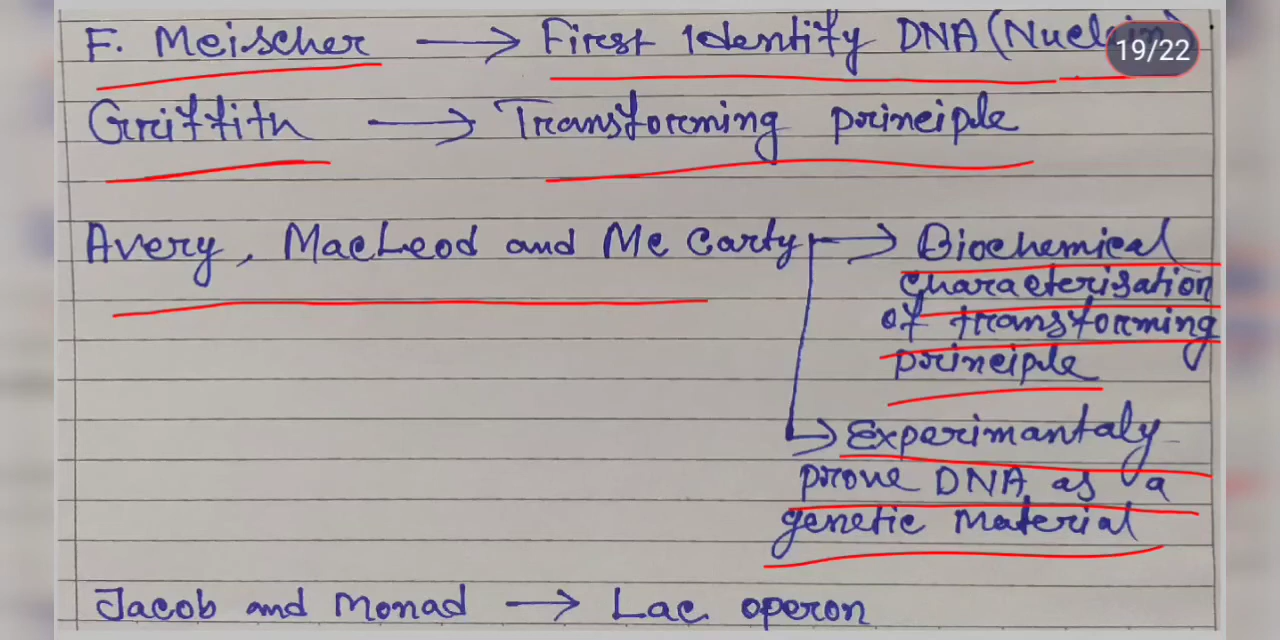 F. Meischer → First Identify DNA (Nuclein)
19/22
Griffith → Transforming principle
Avery, MacLeod and Mc Carty → Biochemical
characterisation
of transforming
principle
→ Experimantaly
prove DNA as a
genetic Material
Jacob and Monad → Lac operon